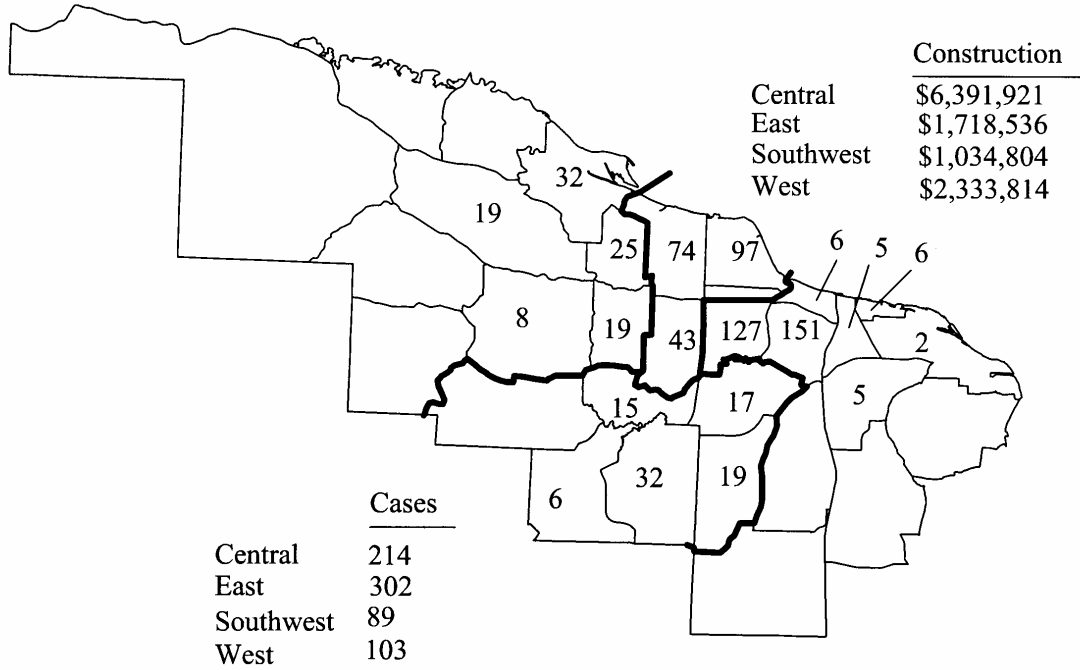 Construction
Central $6,391,921
East $1,718,536
Southwest $1,034,804
West $2,333,814
32
19
25
74
97
6
5
6
8
19
43
127
151
2
15
17
5
6
32
19
Cases
Central 214
East 302
Southwest 89
West 103